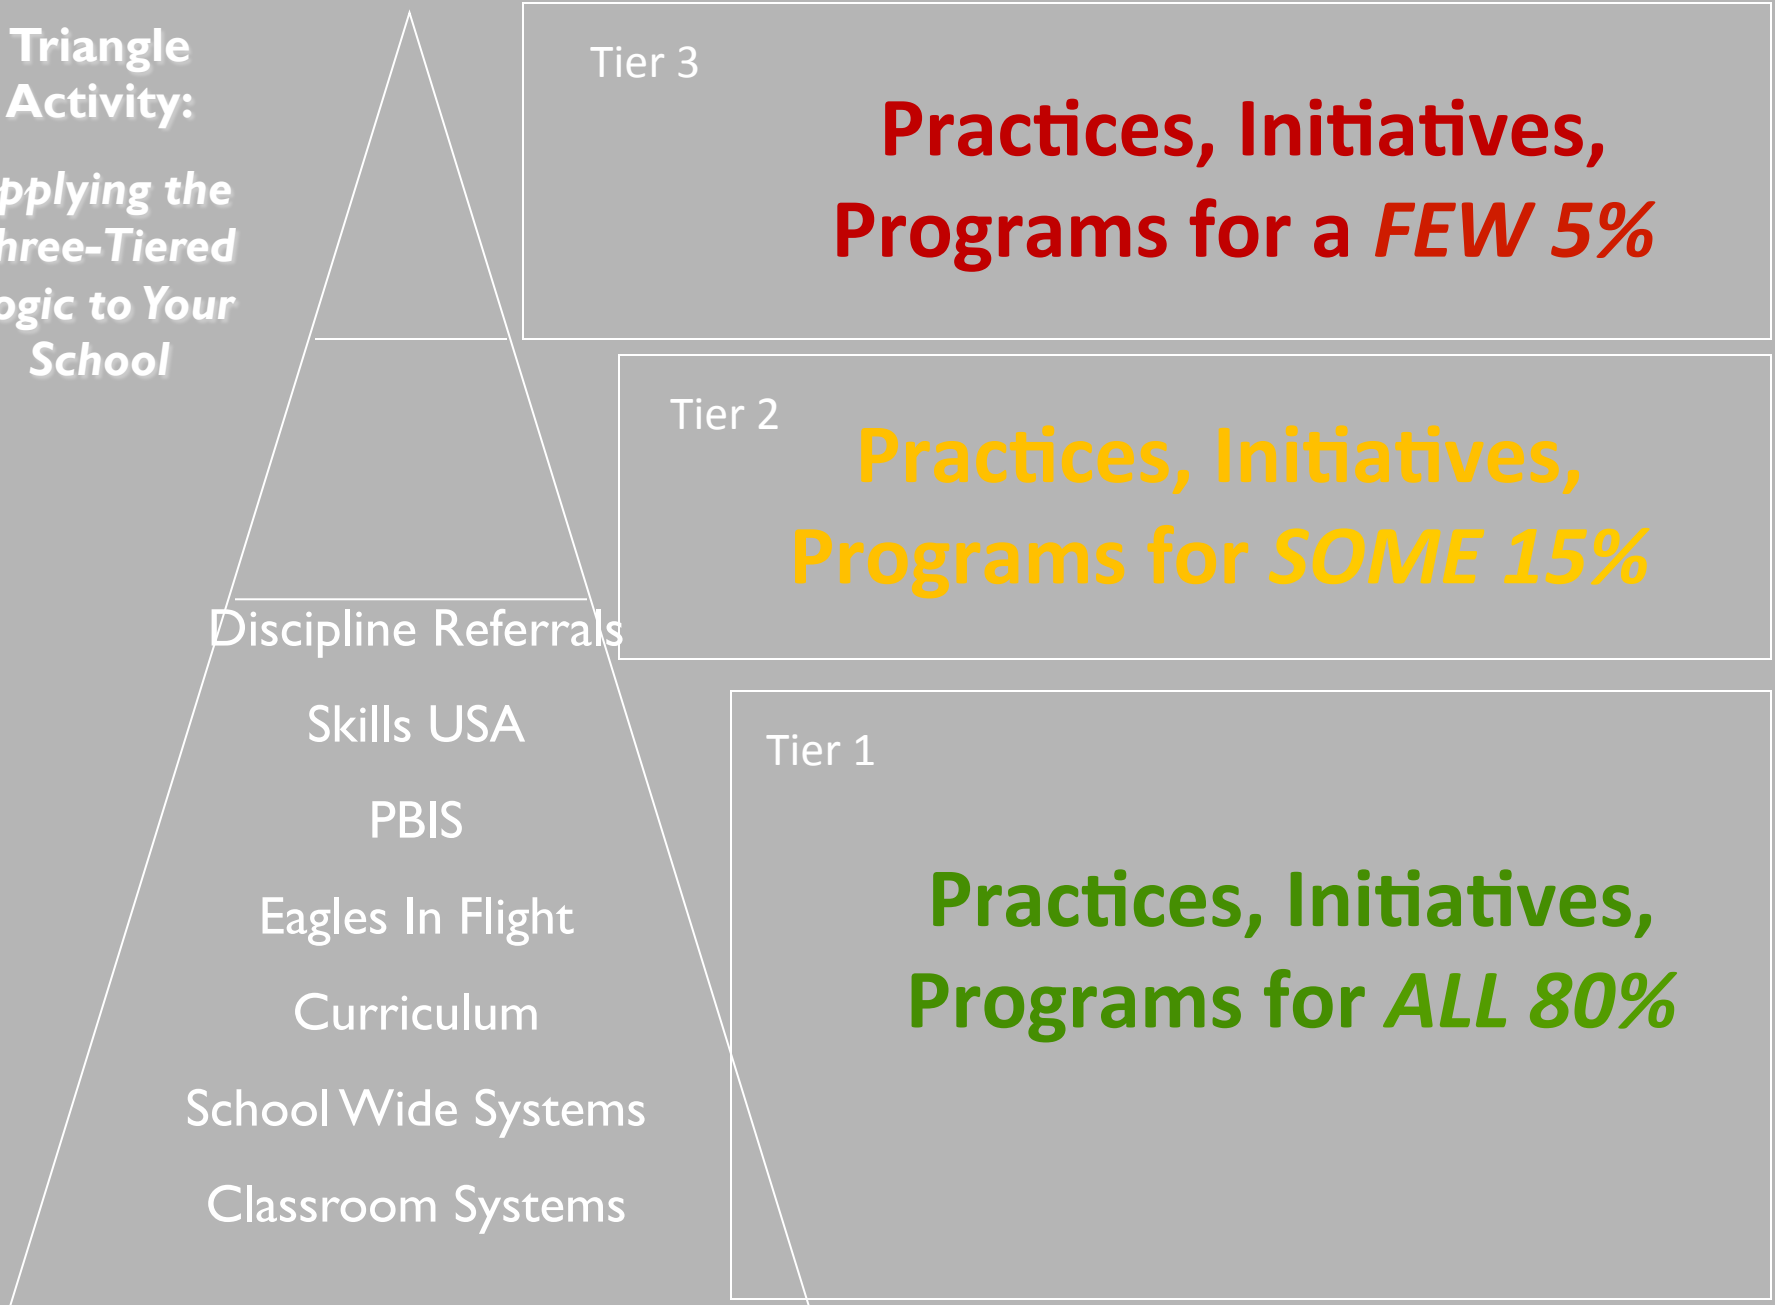 Triangle
Activity:
pplying the
hree-Tiered
ogic to Your
School
Tier 3
Practices, Initiatives,
Programs for a FEW 5%
Tier 2
Practices, Initiatives,
Programs for SOME 15%
Discipline Referrals
Skills USA
PBIS
Eagles In Flight
Curriculum
School Wide Systems
Classroom Systems
Tier 1
Practices, Initiatives,
Programs for ALL 80%